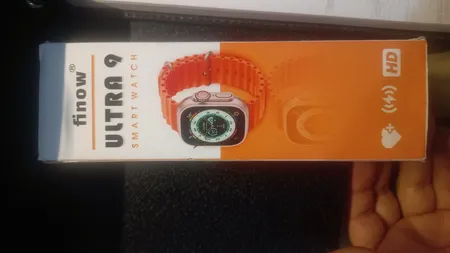 finow®
ULTRA 9
SMART WATCH
HD